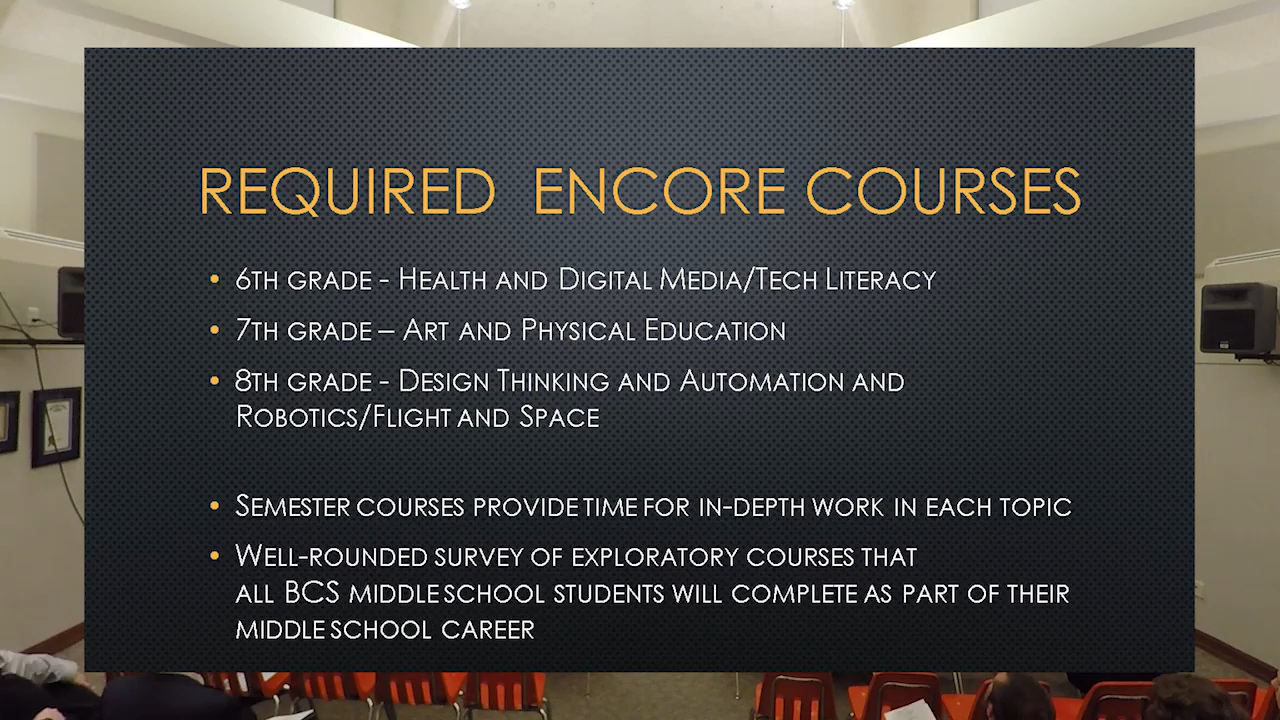 REQUIRED ENCORE COURSES
• 6TH GRADE - HEALTH AND DIGITAL MEDIA/TECH LITERACY
• 7TH GRADE – ART AND PHYSICAL EDUCATION
• 8TH GRADE - DESIGN THINKING AND AUTOMATION AND
ROBOTICS/FLIGHT AND SPACE
• SEMESTER COURSES PROVIDE TIME FOR IN-DEPTH WORK IN EACH TOPIC
• WELL-ROUNDED SURVEY OF EXPLORATORY COURSES THAT
ALL BCS MIDDLE SCHOOL STUDENTS WILL COMPLETE AS PART OF THEIR
MIDDLE SCHOOL CAREER